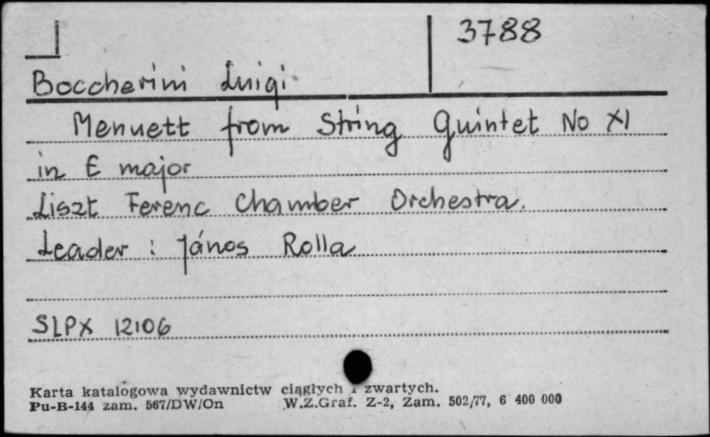 3788
Boccherini Luigi
Menuett from String Quintet No XI
in E major
Liszt Ferenc Chamber Orchestra.
Leader : János Rolla
SLPX 12106
Karta katalogowa wydawnictw ciągłych i zwartych.
Pu-B-144 zam. 567/DW/On W.Z.Graf. Z-2, Zam. 502/77, 6 400 000